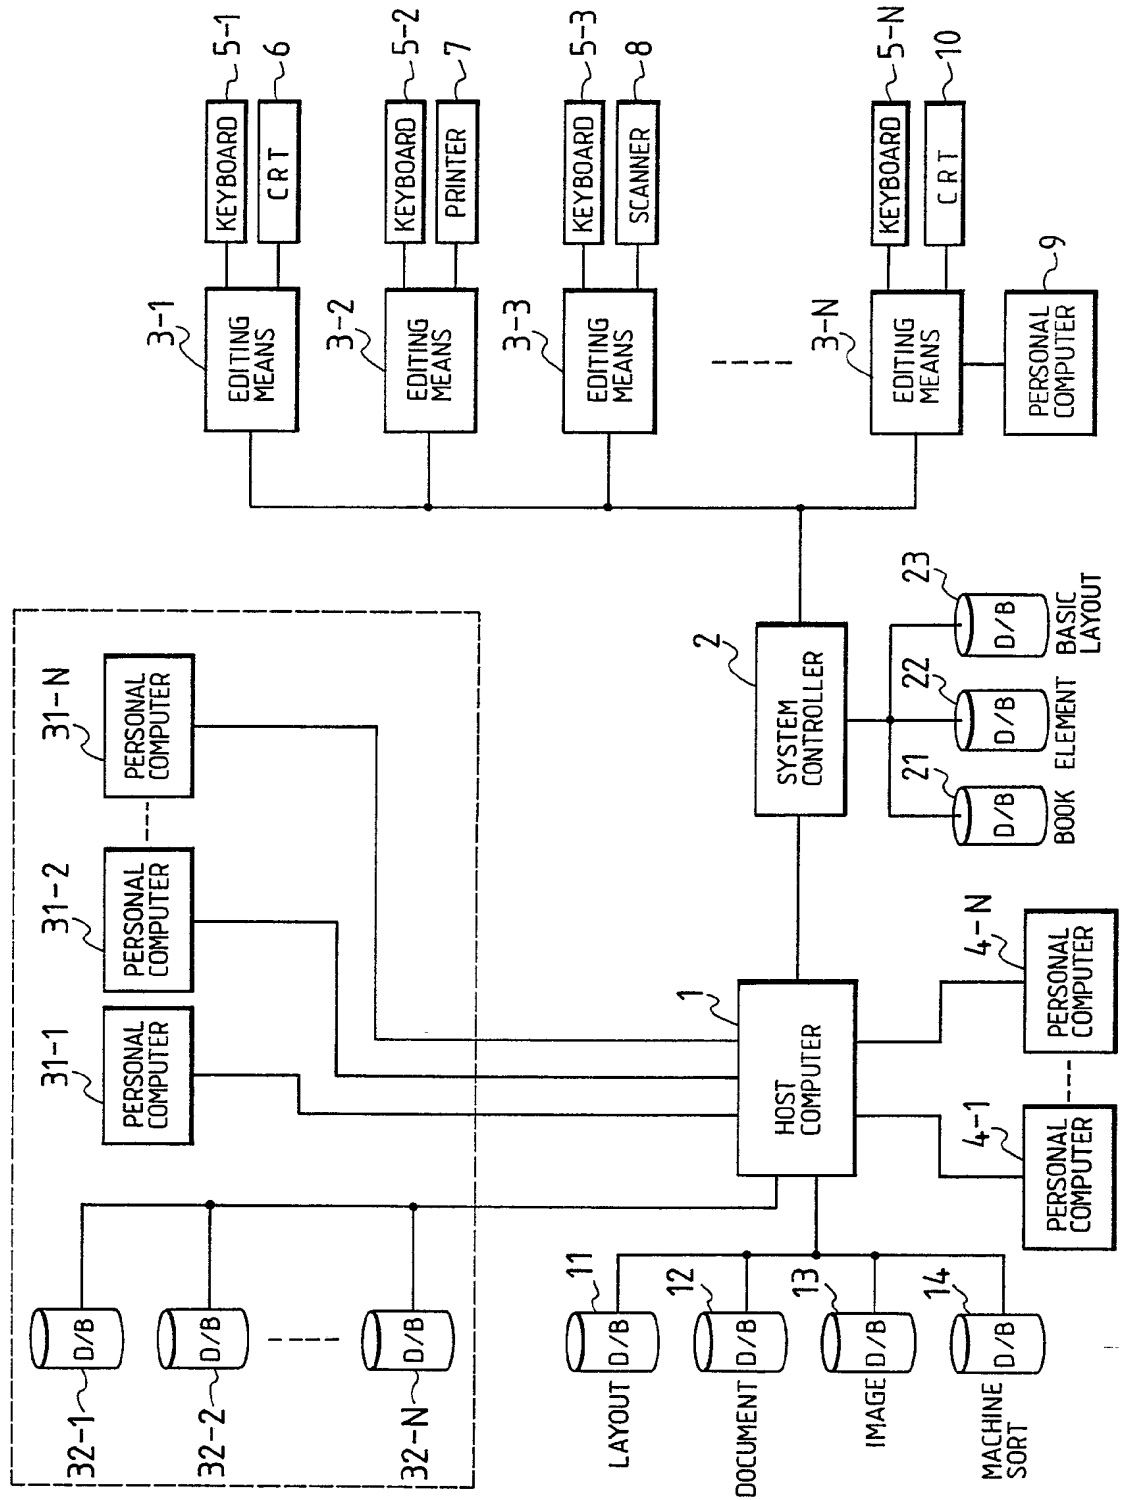 32-1
D/B
32-2
D/B
32-N
D/B
31-1
PERSONAL
COMPUTER
31-2
PERSONAL
COMPUTER
31-N
PERSONAL
COMPUTER
LAYOUT
D/B
11
DOCUMENT
D/B
12
IMAGE
D/B
13
MACHINE
SORT
D/B
14
1
HOST
COMPUTER
4-1
PERSONAL
COMPUTER
4-N
PERSONAL
COMPUTER
2
SYSTEM
CONTROLLER
21
D/B
BOOK
22
D/B
ELEMENT
23
D/B
BASIC
LAYOUT
3-1
EDITING
MEANS
KEYBOARD
5-1
CRT
6
3-2
EDITING
MEANS
KEYBOARD
5-2
PRINTER
7
3-3
EDITING
MEANS
KEYBOARD
5-3
SCANNER
8
3-N
EDITING
MEANS
KEYBOARD
5-N
CRT
10
PERSONAL
COMPUTER
9